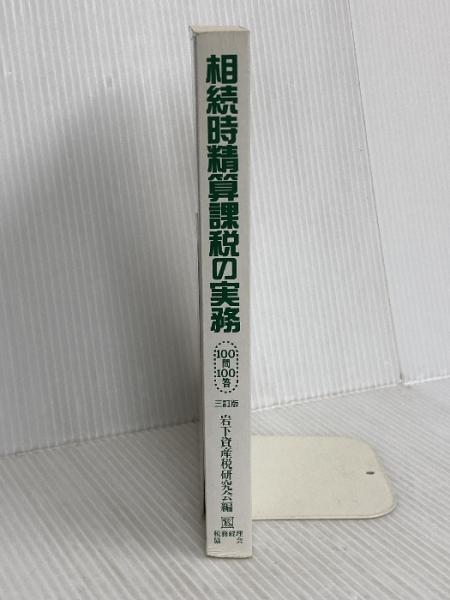 相続時精算課税の実務
100問
100答
三訂版
岩下資産税研究会編
税務経理
協会